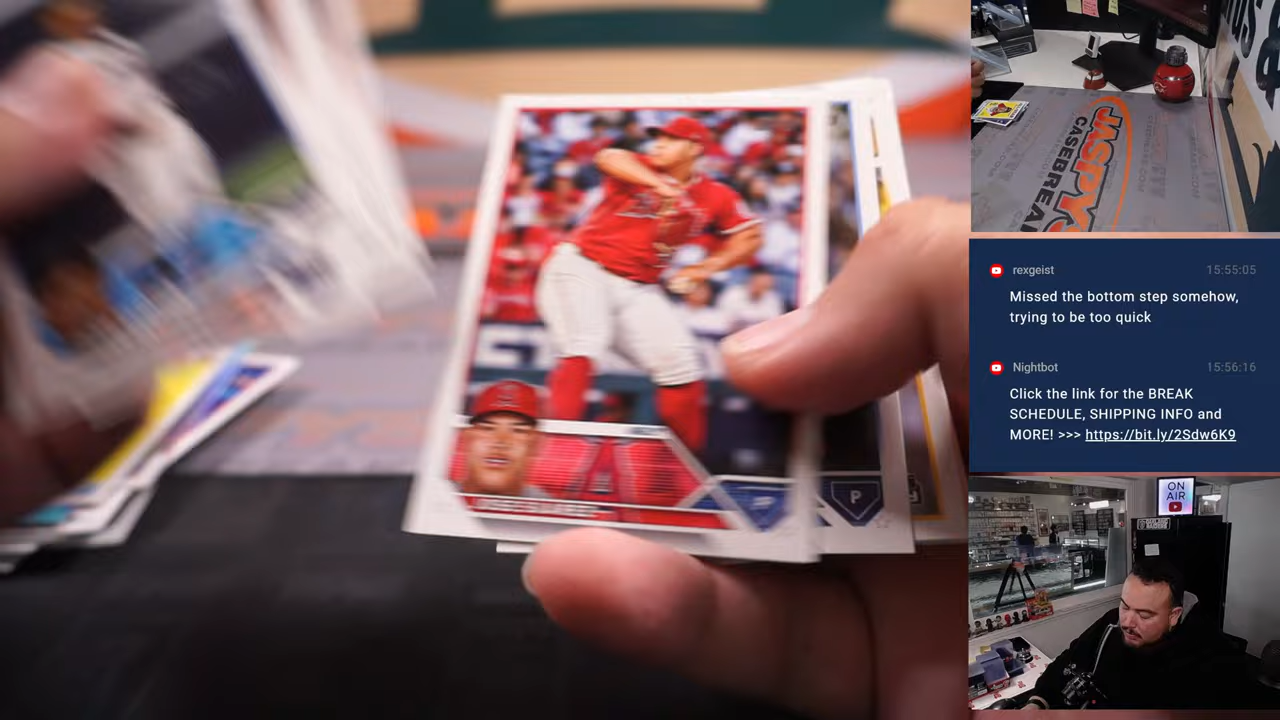 P
JASPY'S
CASEBREA
rexgeist
15:55:05
Missed the bottom step somehow,
trying to be too quick
Nightbot
15:56:16
Click the link for the BREAK
SCHEDULE, SHIPPING INFO and
MORE! >>> https://bit.ly/2Sdw6K9
ON
AIR